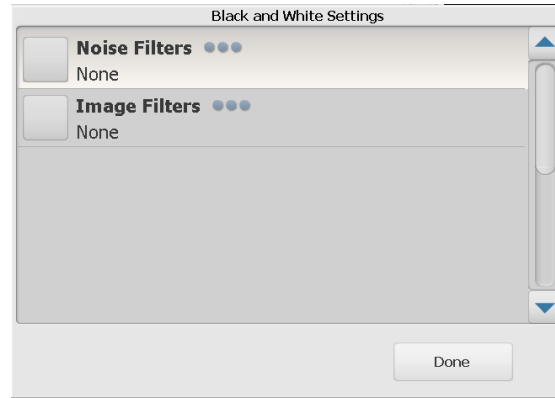 Black and White Settings
Noise Filters
None
Image Filters
None
Done